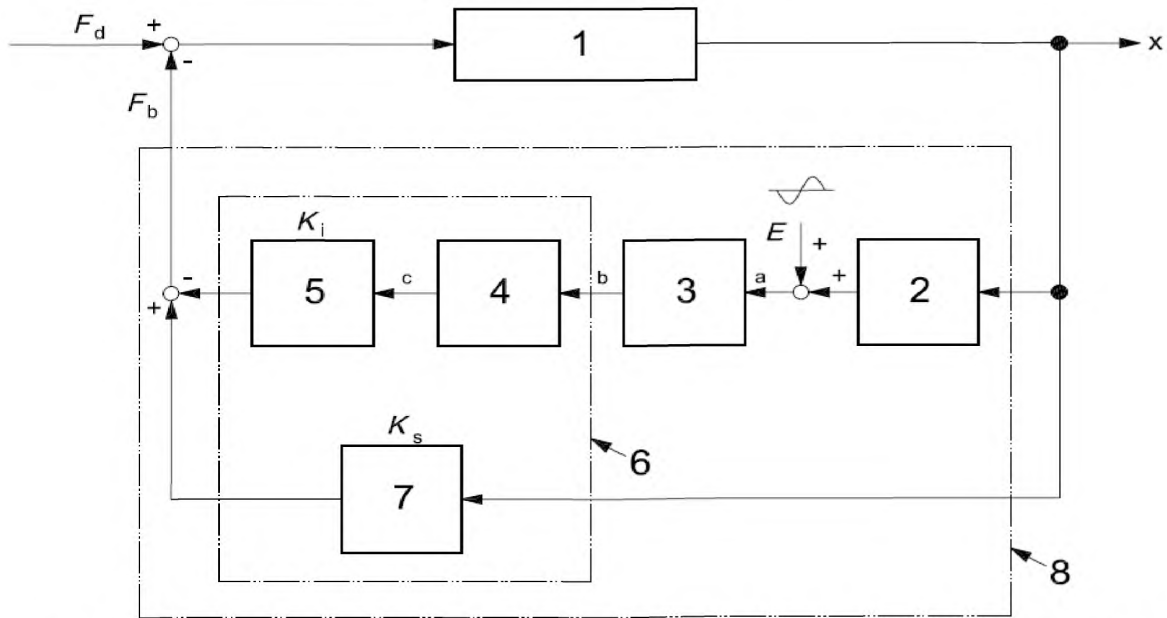 F_d + 1 x
-
F_b
K_i E +
- 5 c 4 b 3 a + 2
+
K_s
7 6
8